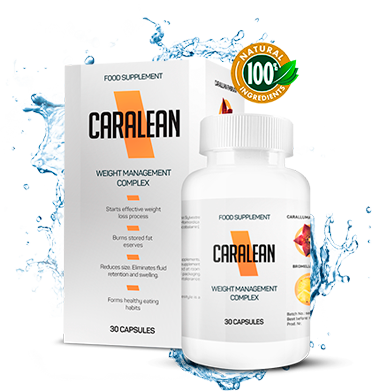 NATURAL
100%
INGREDIENTS
FOOD SUPPLEMENT
CARALEAN
WEIGHT MANAGEMENT
COMPLEX
Starts effective weight
loss process
Burns stored fat
eserves
Reduces size. Eliminates fluid
retention and swelling.
Forms healthy eating
habits
30 CAPSULES
FOOD SUPPLEMENT
CARALEAN
WEIGHT MANAGEMENT
COMPLEX
30 CAPSULES
CARALLUMA